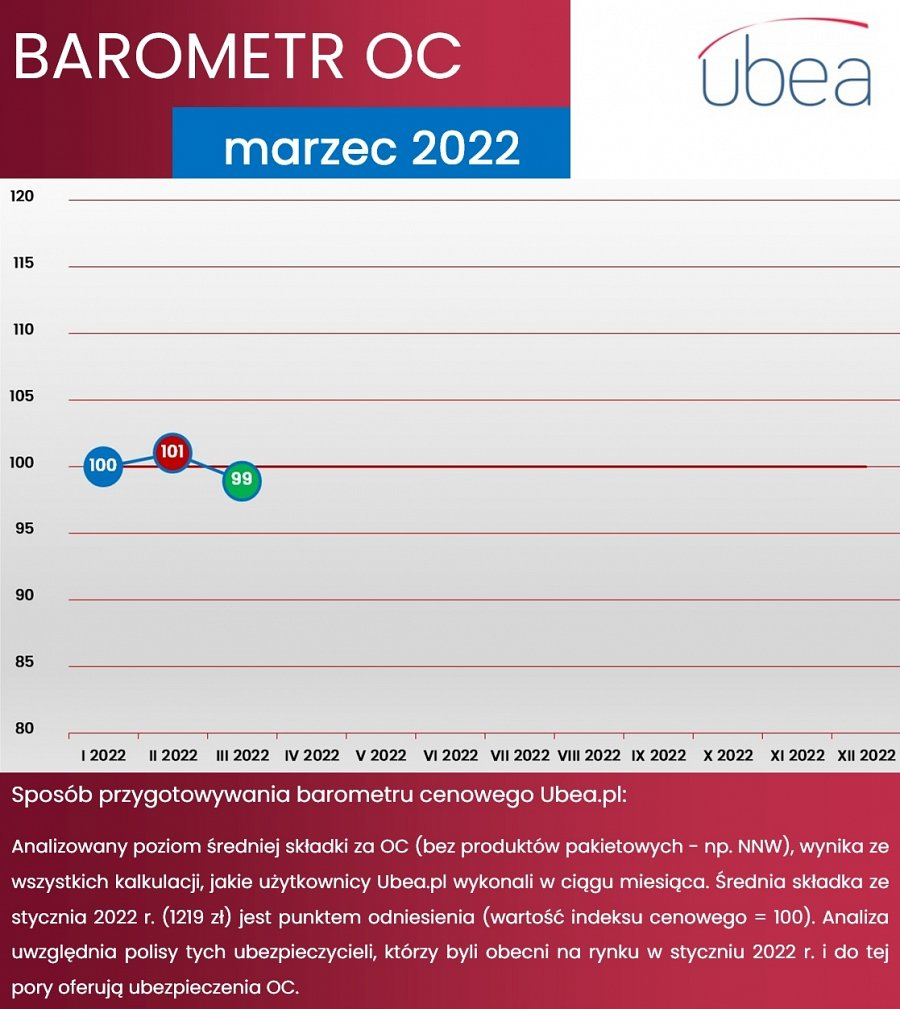 BAROMETR OC
ubea
marzec 2022
120
115
110
105
100
95
90
85
80
100
101
99
I 2022 II 2022 III 2022 IV 2022 V 2022 VI 2022 VII 2022 VIII 2022 IX 2022 X 2022 XI 2022 XII 2022
Sposób przygotowywania barometru cenowego Ubea.pl:
Analizowany poziom średniej składki za OC (bez produktów pakietowych - np. NNW), wynika ze
wszystkich kalkulacji, jakie użytkownicy Ubea.pl wykonali w ciągu miesiąca. Średnia składka ze
stycznia 2022 r. (1219 zł) jest punktem odniesienia (wartość indeksu cenowego = 100). Analiza
uwzględnia polisy tych ubezpieczycieli, którzy byli obecni na rynku w styczniu 2022 r. i do tej
pory oferują ubezpieczenia OC.